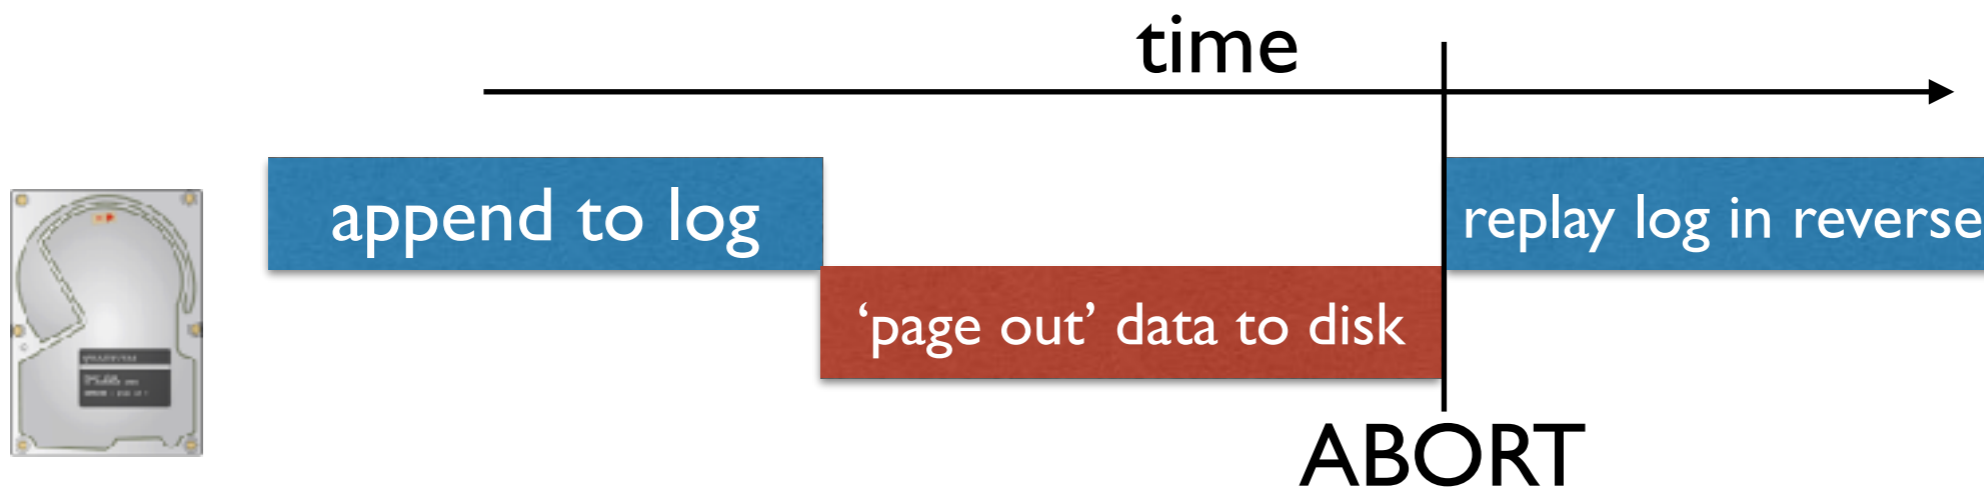 time
append to log
replay log in reverse
‘page out’ data to disk
ABORT